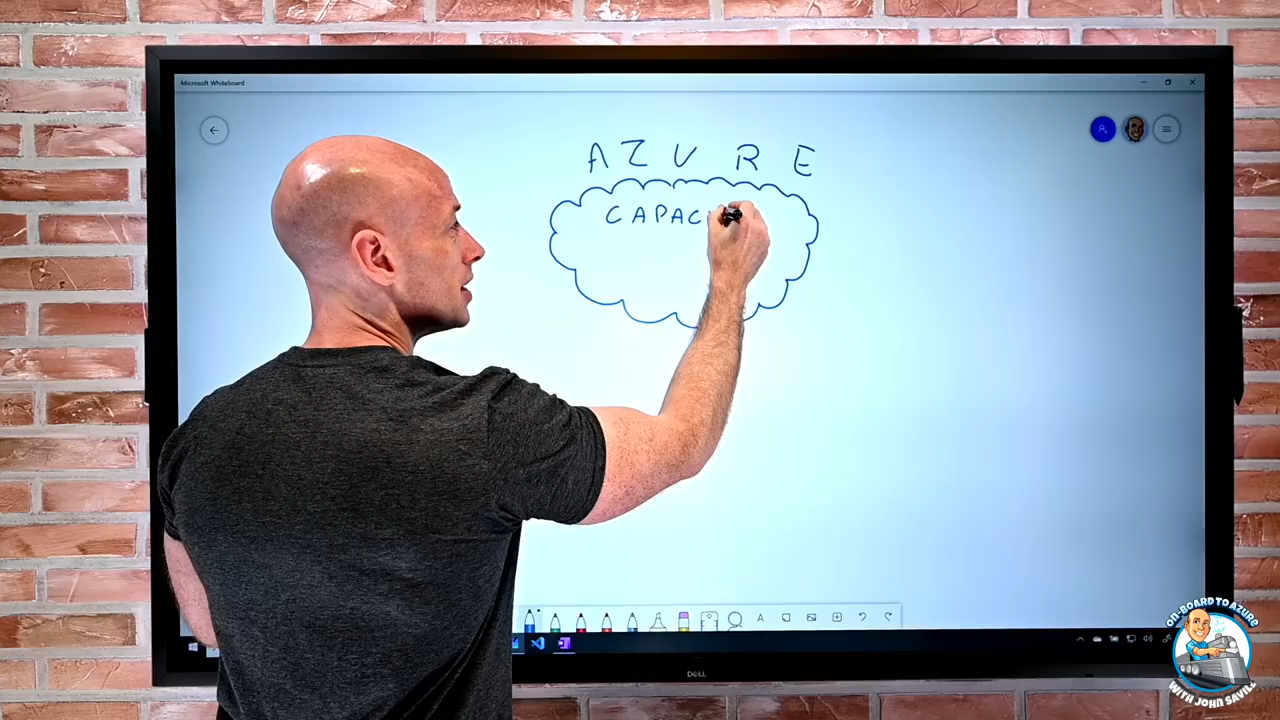 Microsoft Whiteboard
AZURE
CAPAC
A
DELL
ON-BOARD TO AZURE
WITH JOHN SAVILL